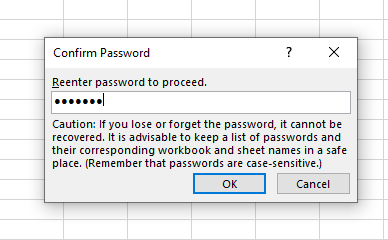 Confirm Password ? ×
Reenter password to proceed.
•••••••
Caution: If you lose or forget the password, it cannot be
recovered. It is advisable to keep a list of passwords and
their corresponding workbook and sheet names in a safe
place. (Remember that passwords are case-sensitive.)
OK Cancel